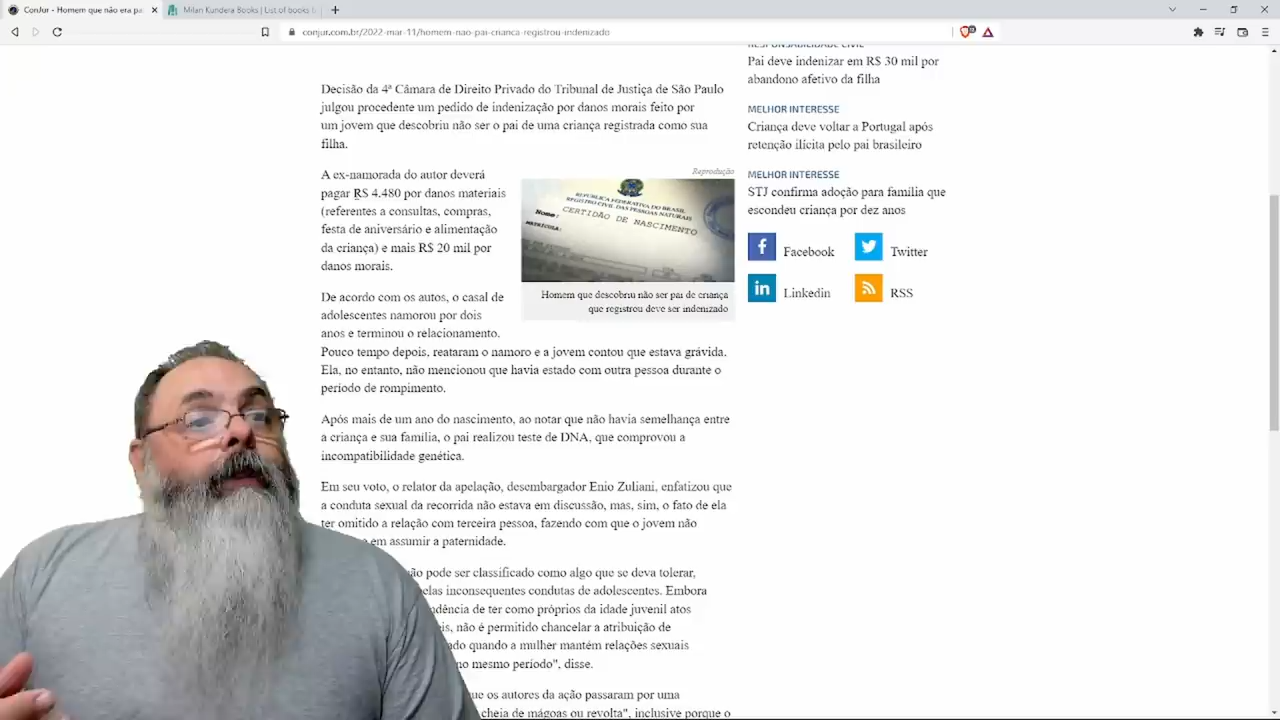 ConJur - Homem que não era pai
Milan Kundera Books | List of books
conjur.com.br/2022-mar-11/homem-nao-pai-crianca-registrou-indenizado
RESPONSABILIDADE CIVIL
Pai deve indenizar em R$ 30 mil por
abandono afetivo da filha
MELHOR INTERESSE
Criança deve voltar a Portugal após
retenção ilícita pelo pai brasileiro
MELHOR INTERESSE
STJ confirma adoção para família que
escondeu criança por dez anos
Facebook
Twitter
Linkedin
RSS
Decisão da 4ª Câmara de Direito Privado do Tribunal de Justiça de São Paulo
julgou procedente um pedido de indenização por danos morais feito por
um jovem que descobriu não ser o pai de uma criança registrada como sua
filha.
Reprodução
REPÚBLICA FEDERATIVA DO BRASIL
REGISTRO CIVIL DAS PESSOAS NATURAIS
CERTIDÃO DE NASCIMENTO
Nome:
MATRÍCULA:
Homem que descobriu não ser pai de criança
que registrou deve ser indenizado
A ex-namorada do autor deverá
pagar R$ 4.480 por danos materiais
(referentes a consultas, compras,
festa de aniversário e alimentação
da criança) e mais R$ 20 mil por
danos morais.
De acordo com os autos, o casal de
adolescentes namorou por dois
anos e terminou o relacionamento.
Pouco tempo depois, reataram o namoro e a jovem contou que estava grávida.
Ela, no entanto, não mencionou que havia estado com outra pessoa durante o
período de rompimento.
Após mais de um ano do nascimento, ao notar que não havia semelhança entre
a criança e sua família, o pai realizou teste de DNA, que comprovou a
incompatibilidade genética.
Em seu voto, o relator da apelação, desembargador Enio Zuliani, enfatizou que
a conduta sexual da recorrida não estava em discussão, mas, sim, o fato de ela
ter omitido a relação com terceira pessoa, fazendo com que o jovem não
em assumir a paternidade.
pode ser classificado como algo que se deva tolerar,
inconsequentes condutas de adolescentes. Embora
de ter como próprios da idade juvenil atos
não é permitido chancelar a atribuição de
quando a mulher mantém relações sexuais
no mesmo período", disse.
que os autores da ação passaram por uma
cheia de mágoas ou revolta", inclusive porque o